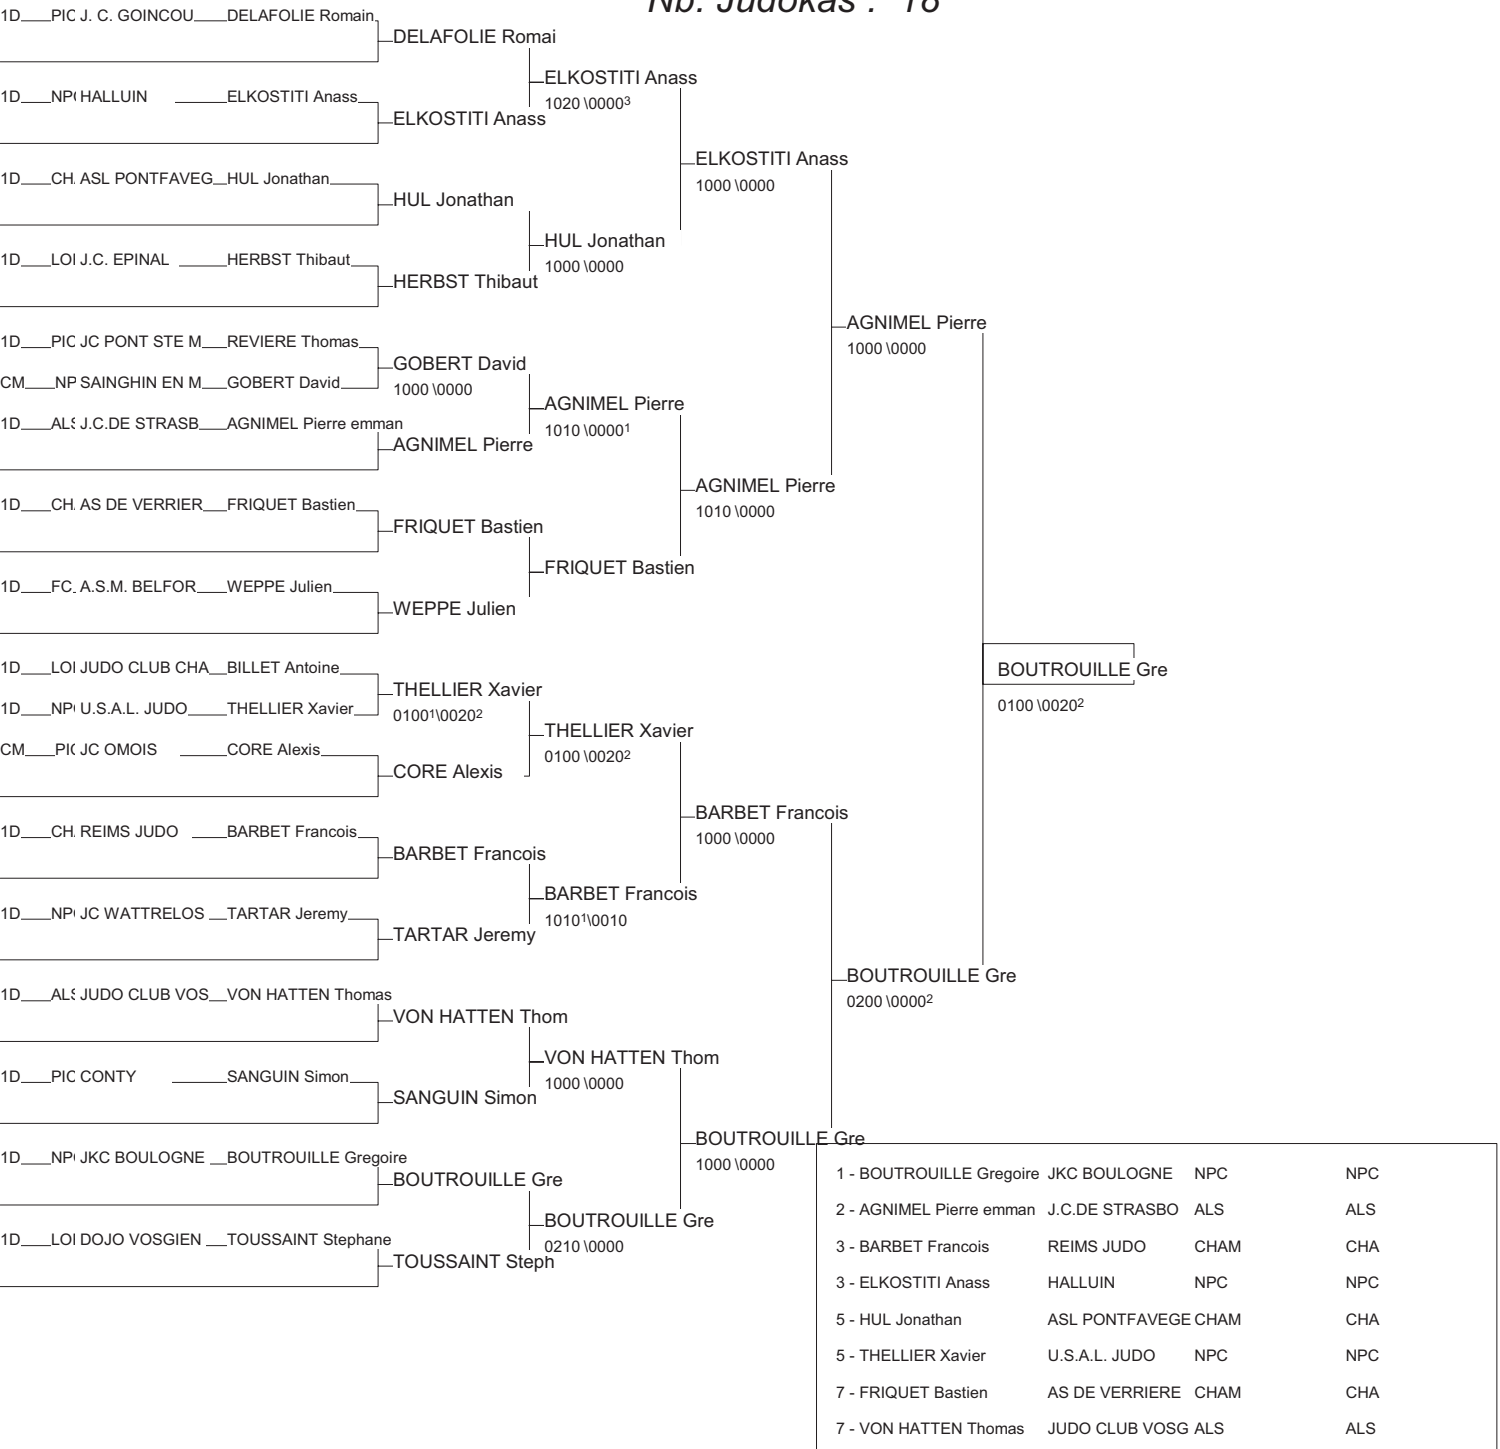 Nb. Judokas : 18
1D PIC J. C. GOINCOU DELAFOLIE Romain
DELAFOLIE Romai
ELKOSTITI Anass
1020 \0000³
1D NP HALLUIN ELKOSTITI Anass
ELKOSTITI Anass
ELKOSTITI Anass
1000 \0000
1D CH ASL PONTFAVEG HUL Jonathan
HUL Jonathan
HUL Jonathan
1000 \0000
1D LOI J.C. EPINAL HERBST Thibaut
HERBST Thibaut
AGNIMEL Pierre
1000 \0000
1D PIC JC PONT STE M REVIERE Thomas
GOBERT David
1000 \0000
CM NP SAINGHIN EN M GOBERT David
AGNIMEL Pierre
1010 \0000¹
1D ALS J.C.DE STRASB AGNIMEL Pierre emman
AGNIMEL Pierre
AGNIMEL Pierre
1010 \0000
1D CH AS DE VERRIER FRIQUET Bastien
FRIQUET Bastien
FRIQUET Bastien
1D FC A.S.M. BELFOR WEPPE Julien
WEPPE Julien
BOUTROUILLE Gre
0100 \0020²
1D LOI JUDO CLUB CHA BILLET Antoine
THELLIER Xavier
0100¹\0020²
1D NP U.S.A.L. JUDO THELLIER Xavier
THELLIER Xavier
0100 \0020²
CM PI JC OMOIS CORE Alexis
CORE Alexis
BARBET Francois
1000 \0000
1D CH REIMS JUDO BARBET Francois
BARBET Francois
BARBET Francois
1010¹\0010
1D NP JC WATTRELOS TARTAR Jeremy
TARTAR Jeremy
BOUTROUILLE Gre
0200 \0000²
1D ALS JUDO CLUB VOS VON HATTEN Thomas
VON HATTEN Thom
VON HATTEN Thom
1000 \0000
1D PIC CONTY SANGUIN Simon
SANGUIN Simon
BOUTROUILLE Gre
1000 \0000
1D NP JKC BOULOGNE BOUTROUILLE Gregoire
BOUTROUILLE Gre
BOUTROUILLE Gre
0210 \0000
1D LOI DOJO VOSGIEN TOUSSAINT Stephane
TOUSSAINT Steph
1 - BOUTROUILLE Gregoire JKC BOULOGNE NPC NPC
2 - AGNIMEL Pierre emman J.C.DE STRASBO ALS ALS
3 - BARBET Francois REIMS JUDO CHAM CHA
3 - ELKOSTITI Anass HALLUIN NPC NPC
5 - HUL Jonathan ASL PONTFAVEGE CHAM CHA
5 - THELLIER Xavier U.S.A.L. JUDO NPC NPC
7 - FRIQUET Bastien AS DE VERRIERE CHAM CHA
7 - VON HATTEN Thomas JUDO CLUB VOSG ALS ALS